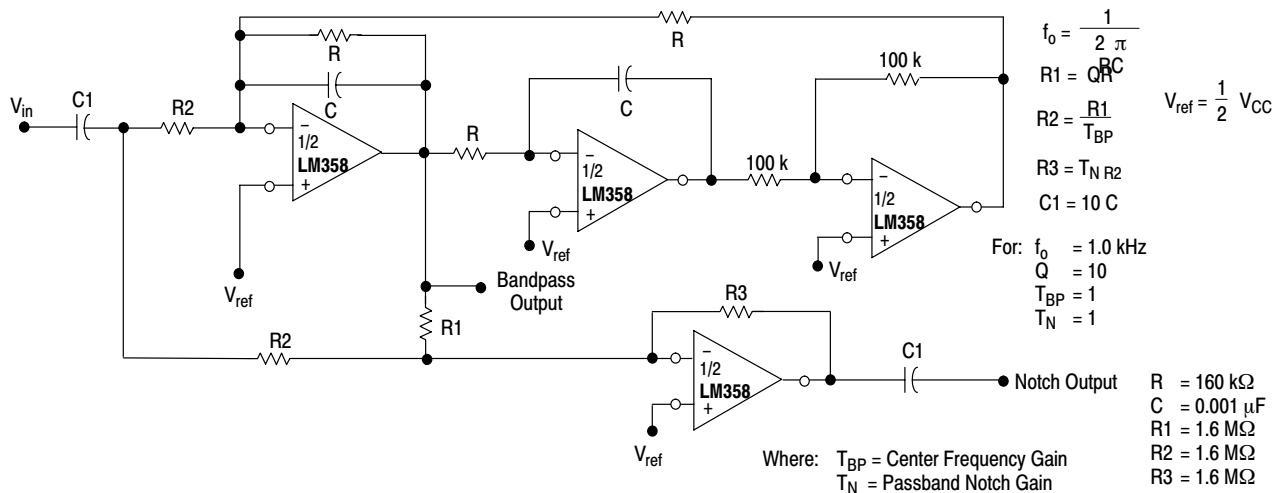 R
f_o = 1 / 2 π RC
R1 = QR
R2 = R1 / T_BP
R3 = T_N R2
C1 = 10 C
V_ref = 1/2 V_CC
R
C
100 k
C
V_in
C1
R2
−
1/2
LM358
+
V_ref
R
−
1/2
LM358
+
V_ref
100 k
−
1/2
LM358
+
V_ref
For: f_o = 1.0 kHz
Q = 10
T_BP = 1
T_N = 1
Bandpass
Output
R1
R2
R3
−
1/2
LM358
+
V_ref
C1
Notch Output
R = 160 kΩ
C = 0.001 μF
R1 = 1.6 MΩ
R2 = 1.6 MΩ
R3 = 1.6 MΩ
Where: T_BP = Center Frequency Gain
T_N = Passband Notch Gain